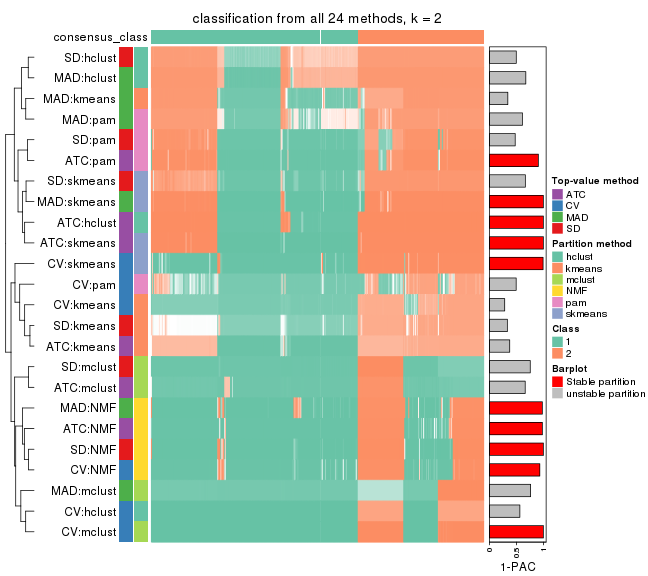 classification from all 24 methods, k = 2
consensus_class
SD:hclust
MAD:hclust
MAD:kmeans
MAD:pam
SD:pam
ATC:pam
SD:skmeans
MAD:skmeans
ATC:hclust
ATC:skmeans
CV:skmeans
CV:pam
CV:kmeans
SD:kmeans
ATC:kmeans
SD:mclust
ATC:mclust
MAD:NMF
ATC:NMF
SD:NMF
CV:NMF
MAD:mclust
CV:hclust
CV:mclust
0
0.5
1
1-PAC
Top-value method
ATC
CV
MAD
SD
Partition method
hclust
kmeans
mclust
NMF
pam
skmeans
Class
1
2
Barplot
Stable partition
unstable partition